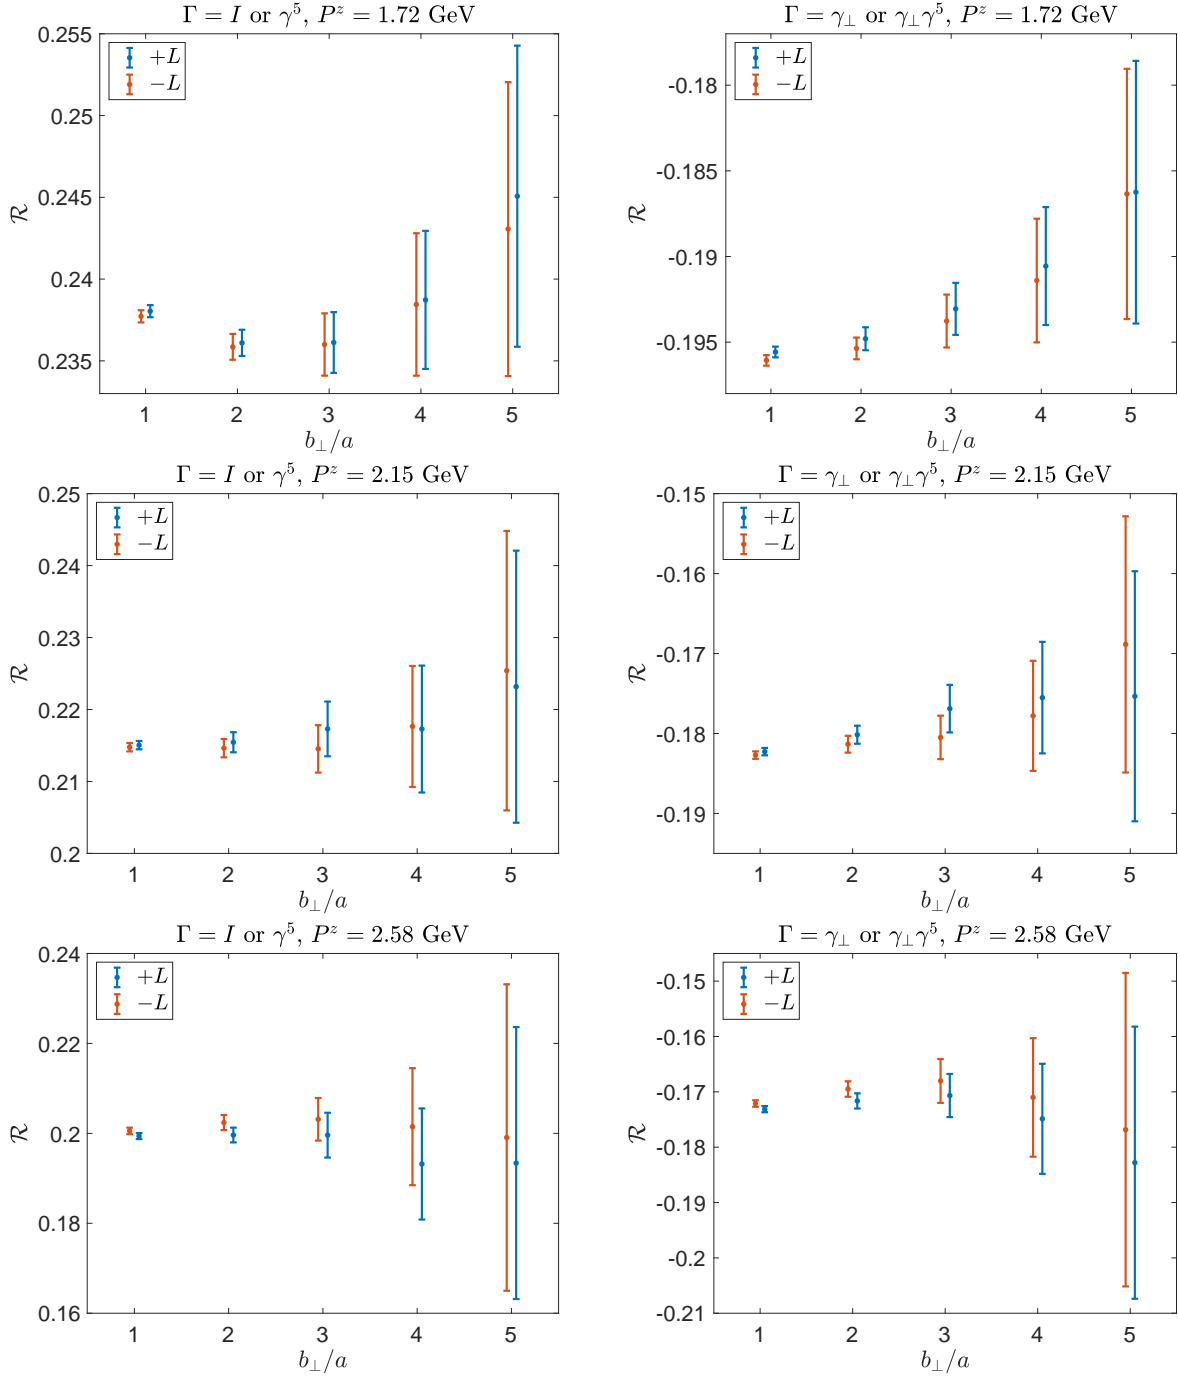 Γ = I or γ⁵, P^z = 1.72 GeV
0.255
0.25
0.245
0.24
0.235
ℛ
+L
−L
1 2 3 4 5
b⊥/a
Γ = γ⊥ or γ⊥γ⁵, P^z = 1.72 GeV
-0.18
-0.185
-0.19
-0.195
ℛ
+L
−L
1 2 3 4 5
b⊥/a
Γ = I or γ⁵, P^z = 2.15 GeV
0.25
0.24
0.23
0.22
0.21
0.2
ℛ
+L
−L
1 2 3 4 5
b⊥/a
Γ = γ⊥ or γ⊥γ⁵, P^z = 2.15 GeV
-0.15
-0.16
-0.17
-0.18
-0.19
ℛ
+L
−L
1 2 3 4 5
b⊥/a
Γ = I or γ⁵, P^z = 2.58 GeV
0.24
0.22
0.2
0.18
0.16
ℛ
+L
−L
1 2 3 4 5
b⊥/a
Γ = γ⊥ or γ⊥γ⁵, P^z = 2.58 GeV
-0.15
-0.16
-0.17
-0.18
-0.19
-0.2
-0.21
ℛ
+L
−L
1 2 3 4 5
b⊥/a